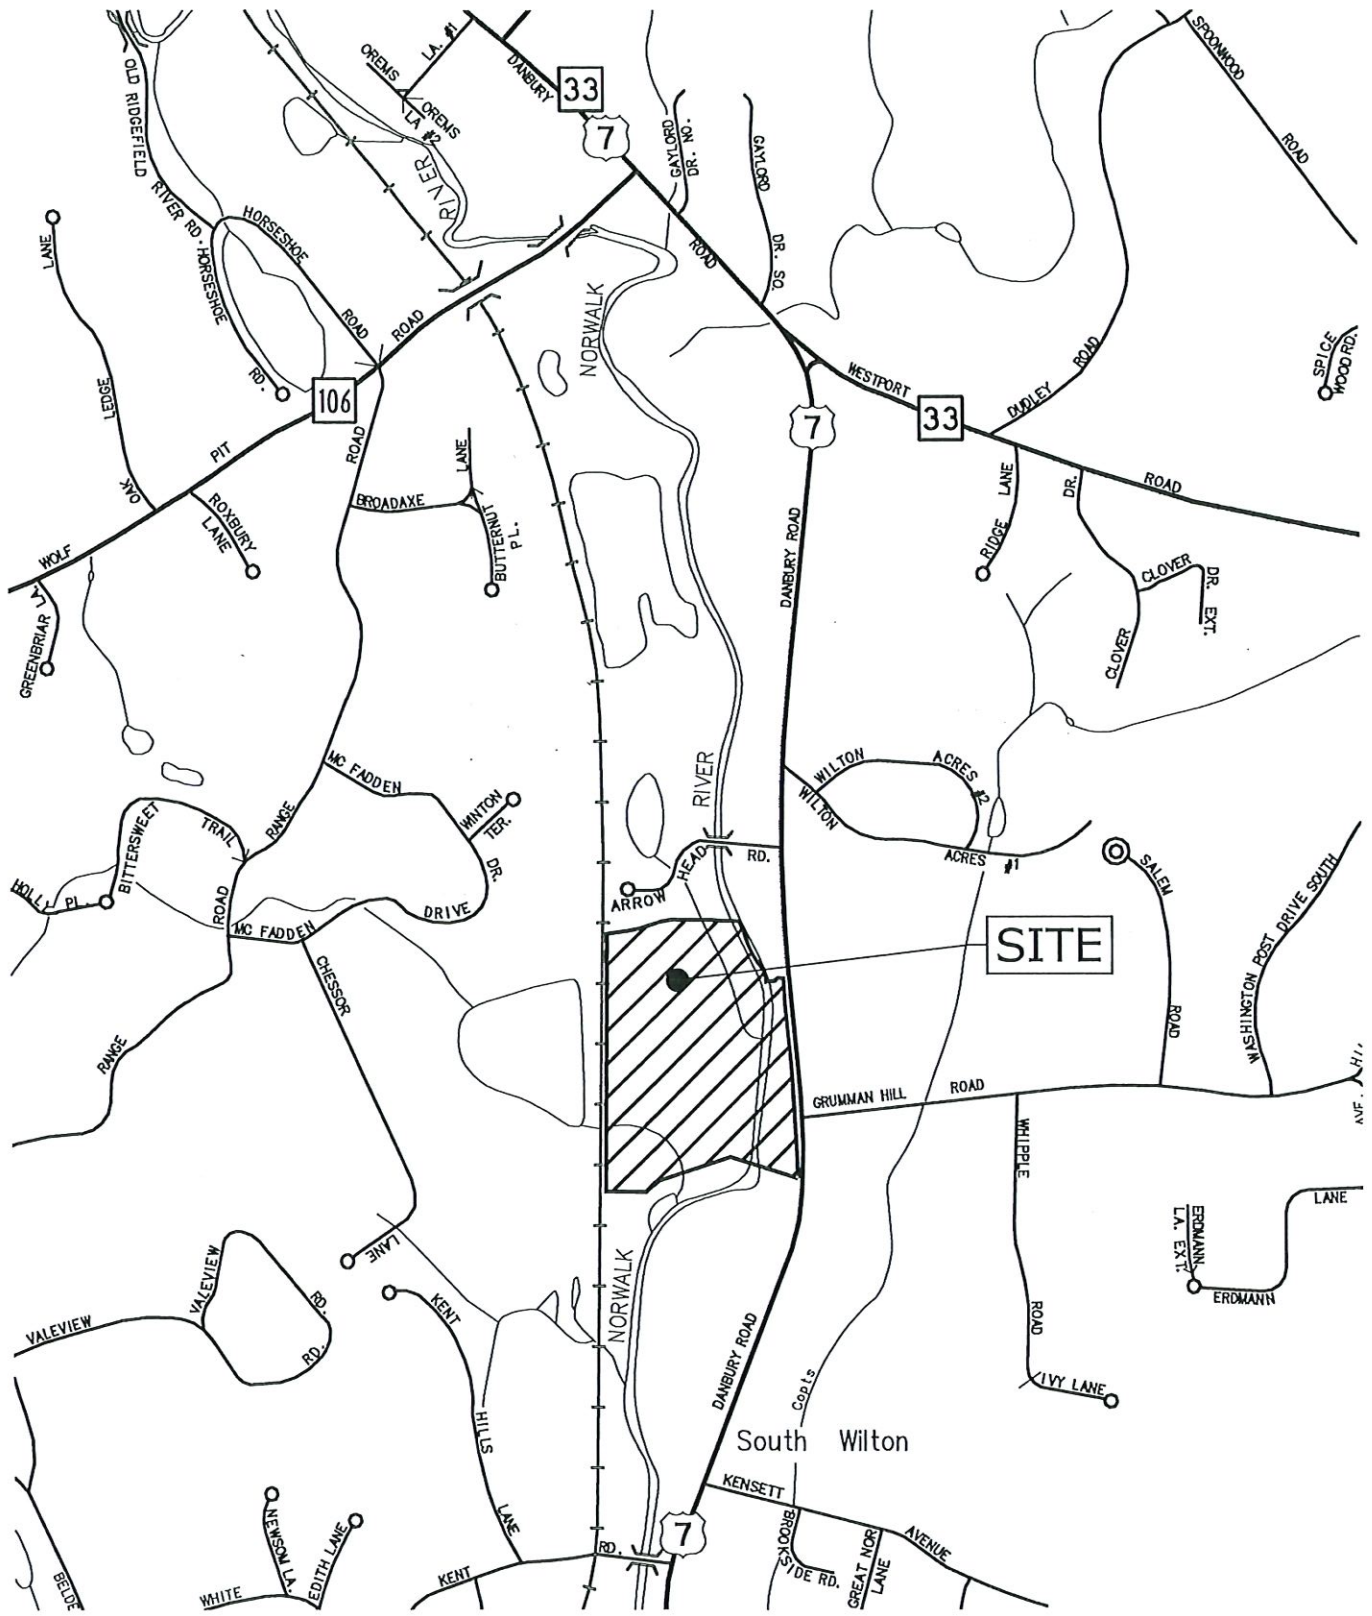 OLD RIDGEFIELD
RIVER RD.
OREMS
LA. #1
OREMS
LA #2
RIVER
DANBURY
33
7
ROAD
GAYLORD
DR. NO.
GAYLORD
DR. SO.
SPOONWOOD
ROAD
HORSESHOE
ROAD
HORSESHOE
RD.
LANE
LEDGE
OAK
106
ROAD
PIT
WOLF
NORWALK
WESTPORT
33
ROAD
7
DUDLEY
ROAD
SPICE
WOOD RD.
ROXBURY
LANE
GREENBRIAR LA.
ROAD
BROADAXE
LANE
BUTTERNUT
PL.
DANBURY ROAD
RIDGE
LANE
DR.
CLOVER
CLOVER
DR. EXT.
MC FADDEN
WINTON
TER.
DR.
DRIVE
MC FADDEN
RANGE
ROAD
RANGE
BITTERSWEET
TRAIL
HOLLY PL.
RIVER
ARROW
HEAD
RD.
WILTON
ACRES #2
WILTON
ACRES #1
SITE
SALEM
ROAD
WASHINGTON POST DRIVE SOUTH
CHESSOR
LANE
GRUMMAN HILL
ROAD
WHIPPLE
ROAD
IVY LANE
ERDMANN
LA. EXT.
ERDMANN
LANE
VALEVIEW
VALEVIEW
RD.
RD.
KENT
HILLS
LANE
NORWALK
DANBURY ROAD
Copts
South Wilton
7
KENSETT
AVENUE
BROOKSIDE RD.
GREAT NOR
LANE
KENT
RD.
NEWSOM LA.
EDITH LANE
WHITE
BELDE